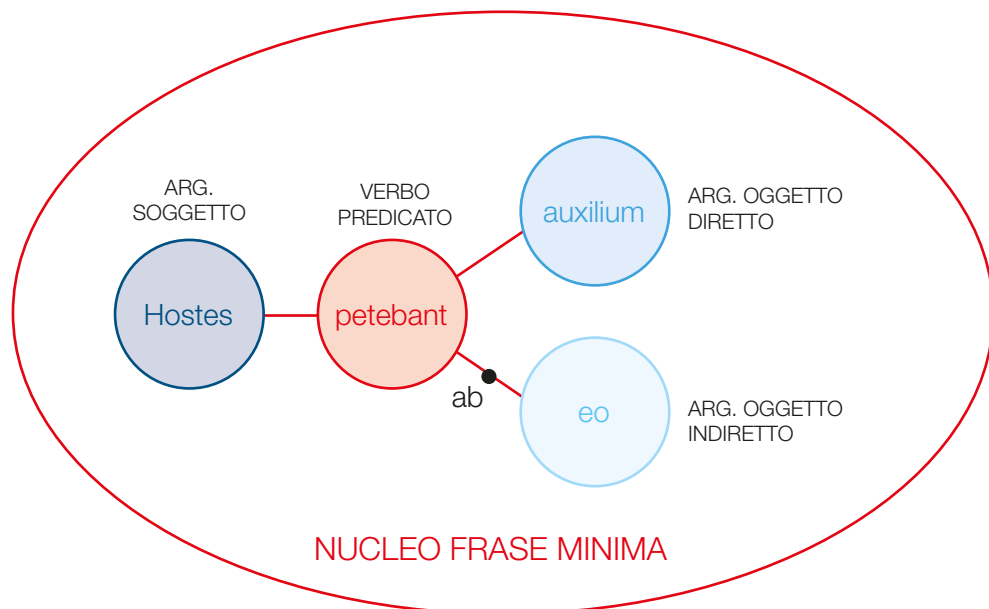 ARG.
SOGGETTO
VERBO
PREDICATO
auxilium
ARG. OGGETTO
DIRETTO
Hostes
petebant
ab
eo
ARG. OGGETTO
INDIRETTO
NUCLEO FRASE MINIMA